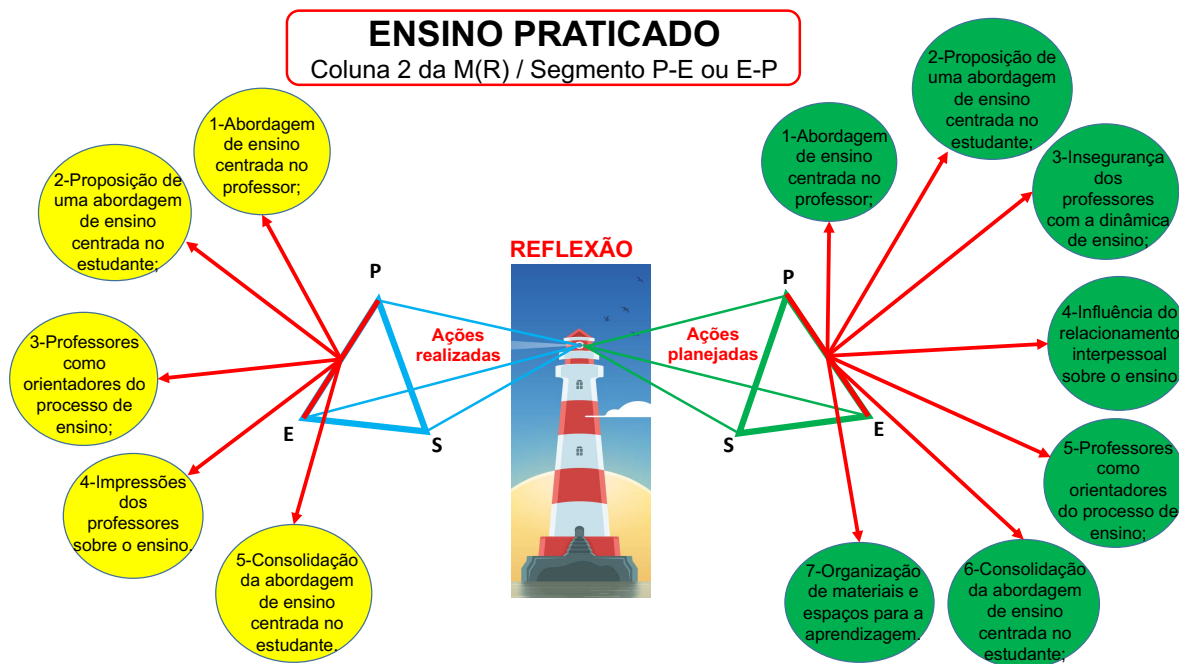 ENSINO PRATICADO
Coluna 2 da M(R) / Segmento P-E ou E-P
1-Abordagem
de ensino
centrada no
professor;
2-Proposição de
uma abordagem
de ensino
centrada no
estudante;
3-Professores
como
orientadores do
processo de
ensino;
4-Impressões
dos
professores
sobre o ensino.
5-Consolidação
da abordagem
de ensino
centrada no
estudante.
P
E
S
Ações
realizadas
REFLEXÃO
Ações
planejadas
P
S
E
1-Abordagem
de ensino
centrada no
professor;
2-Proposição de
uma abordagem
de ensino
centrada no
estudante;
3-Insegurança
dos
professores
com a dinâmica
de ensino;
4-Influência do
relacionamento
interpessoal
sobre o ensino
5-Professores
como
orientadores
do processo de
ensino;
6-Consolidação
da abordagem
de ensino
centrada no
estudante;
7-Organização
de materiais e
espaços para a
aprendizagem.